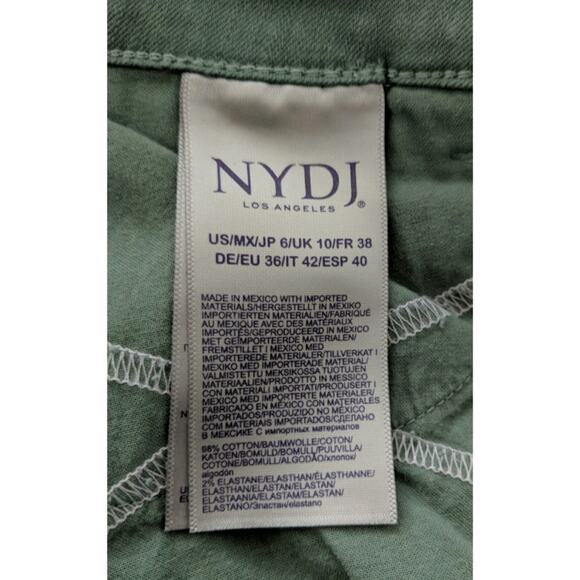 NYDJ®
LOS ANGELES
US/MX/JP 6/UK 10/FR 38
DE/EU 36/IT 42/ESP 40
MADE IN MEXICO WITH IMPORTED
MATERIALS/HERGESTELLT IN MEXIKO
IMPORTIERTEN MATERIALIEN/FABRIQUÉ
AU MEXIQUE AVEC DES MATÉRIAUX
IMPORTÉS/GEPRODUCEERD IN MEXICO
MET GEÏMPORTEERDE MATERIALEN/
FREMSTILLET I MEXICO MED
IMPORTEREDE MATERIALER/TILLVERKAT I
MEXIKO MED IMPORTERADE MATERIAL/
VALMISTETTU MEKSIKOSSA TUOTUJEN
MATERIAALIEN/PRODOTTO IN MESSICO
CON MATERIALI IMPORTATI/PRODUSERT I
MEXICO MED IMPORTERTE MATERIALER/
FABRICADO EN MÉXICO CON MATERIALES
IMPORTADOS/PRODUZIDO NO MÉXICO
COM MATERIAIS IMPORTADOS/СДЕЛАНО
В МЕКСИКЕ С импортных материалов
98% COTTON/BAUMWOLLE/COTON/
KATOEN/BOMULD/BOMULL/PUUVILLA/
COTONE/BOMULL/ALGODÃO/хлопок/
algodón
2% ELASTANE/ELASTHAN/ÉLASTHANNE/
ELASTHAN/ELASTAN/ELASTAN/
ELASTAANIA/ELASTAM/ELASTAN/
ELASTANO/Эластан/elastano